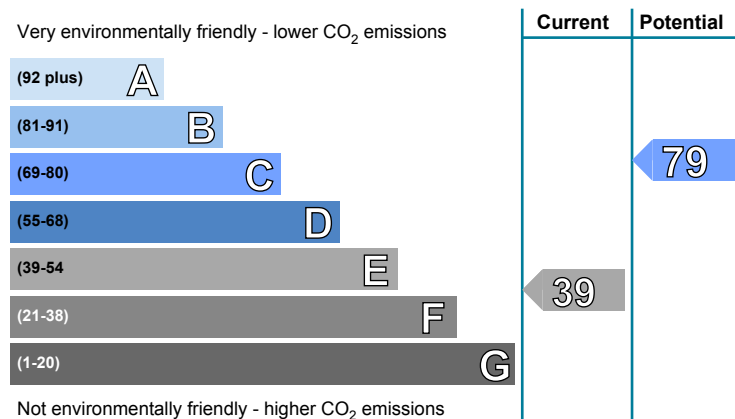 Very environmentally friendly - lower CO₂ emissions
Current
Potential
(92 plus) A
(81-91) B
(69-80) C
79
(55-68) D
(39-54 E
39
(21-38) F
(1-20) G
Not environmentally friendly - higher CO₂ emissions